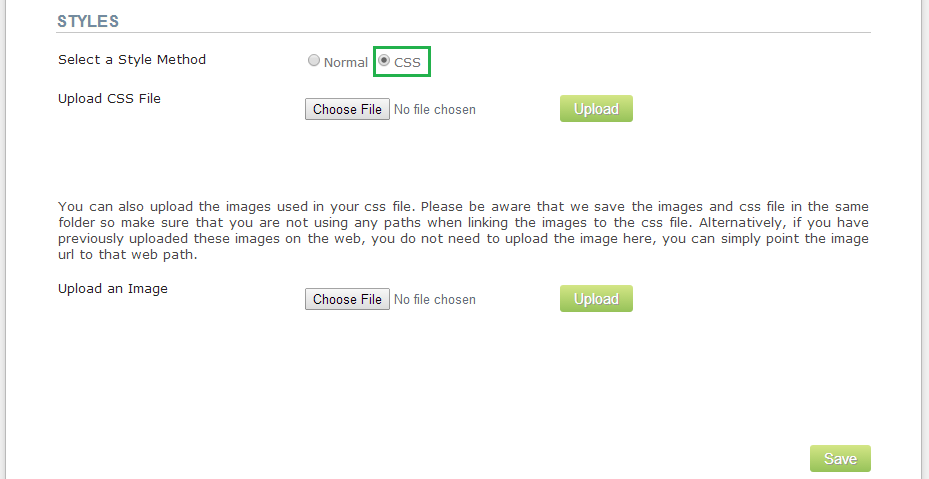 STYLES
Select a Style Method Normal CSS
Upload CSS File Choose File No file chosen Upload
You can also upload the images used in your css file. Please be aware that we save the images and css file in the same
folder so make sure that you are not using any paths when linking the images to the css file. Alternatively, if you have
previously uploaded these images on the web, you do not need to upload the image here, you can simply point the image
url to that web path.
Upload an Image Choose File No file chosen Upload
Save